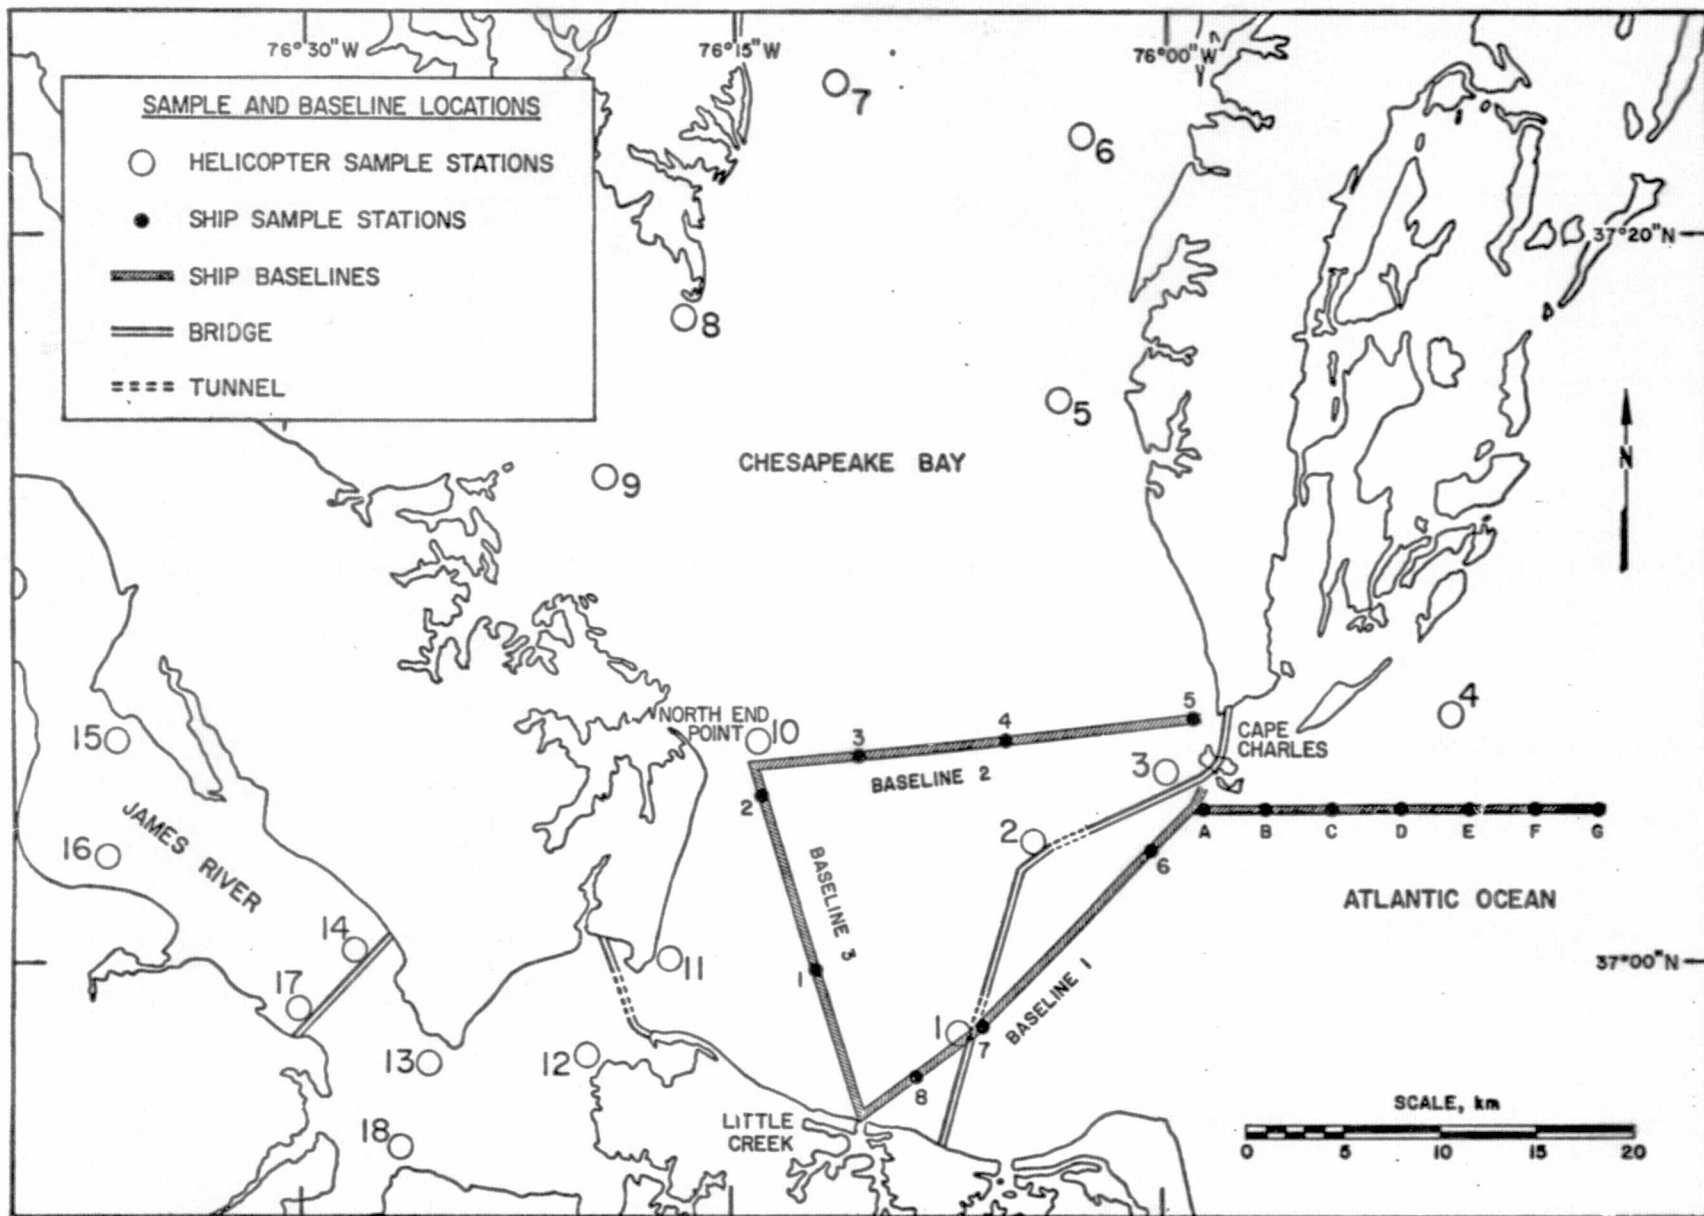 76°30"W
76°15"W
76°00"W
SAMPLE AND BASELINE LOCATIONS
HELICOPTER SAMPLE STATIONS
SHIP SAMPLE STATIONS
SHIP BASELINES
BRIDGE
TUNNEL
7
6
37°20"N
8
5
N
CHESAPEAKE BAY
9
4
NORTH END
POINT
10
3
4
5
CAPE
CHARLES
15
3
BASELINE 2
2
A B C D E F G
JAMES RIVER
2
16
6
BASELINE 3
ATLANTIC OCEAN
14
11
1
37°00"N
17
1
7
BASELINE 1
13
12
8
SCALE, km
LITTLE
CREEK
18
0 5 10 15 20